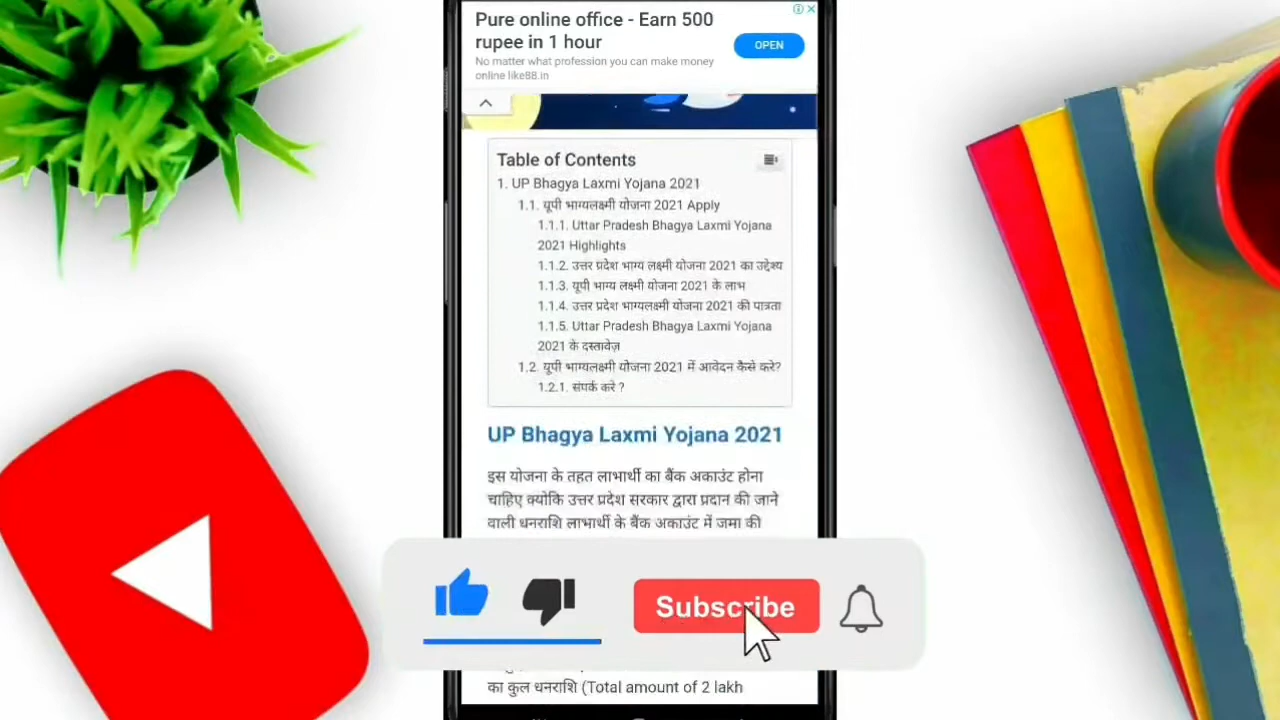 Pure online office - Earn 500
rupee in 1 hour
No matter what profession you can make money
online like88.in
OPEN
Table of Contents
1. UP Bhagya Laxmi Yojana 2021
1.1. यूपी भाग्यलक्ष्मी योजना 2021 Apply
1.1.1. Uttar Pradesh Bhagya Laxmi Yojana
2021 Highlights
1.1.2. उत्तर प्रदेश भाग्य लक्ष्मी योजना 2021 का उद्देश्य
1.1.3. यूपी भाग्य लक्ष्मी योजना 2021 के लाभ
1.1.4. उत्तर प्रदेश भाग्यलक्ष्मी योजना 2021 की पात्रता
1.1.5. Uttar Pradesh Bhagya Laxmi Yojana
2021 के दस्तावेज़
1.2. यूपी भाग्यलक्ष्मी योजना 2021 में आवेदन कैसे करे?
1.2.1. संपर्क करे ?
UP Bhagya Laxmi Yojana 2021
इस योजना के तहत लाभार्थी का बैंक अकाउंट होना
चाहिए क्योकि उत्तर प्रदेश सरकार द्वारा प्रदान की जाने
वाली धनराशि लाभार्थी के बैंक अकाउंट में जमा की
Subscribe
का कुल धनराशि (Total amount of 2 lakh